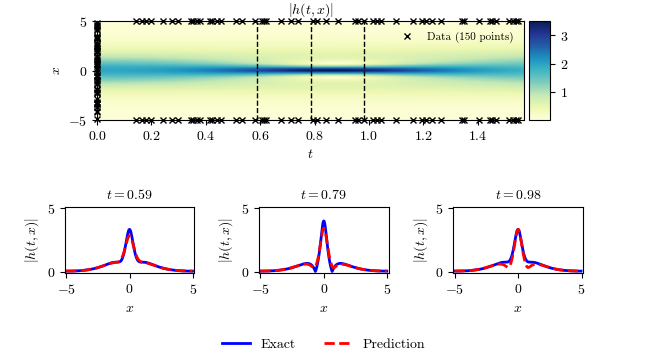 |h(t, x)|
5
0
−5
x
Data (150 points)
3
2
1
0.0 0.2 0.4 0.6 0.8 1.0 1.2 1.4
t
t = 0.59 t = 0.79 t = 0.98
|h(t, x)| 5 0 |h(t, x)| 5 0 |h(t, x)| 5 0
−5 0 5 −5 0 5 −5 0 5
x x x
Exact Prediction